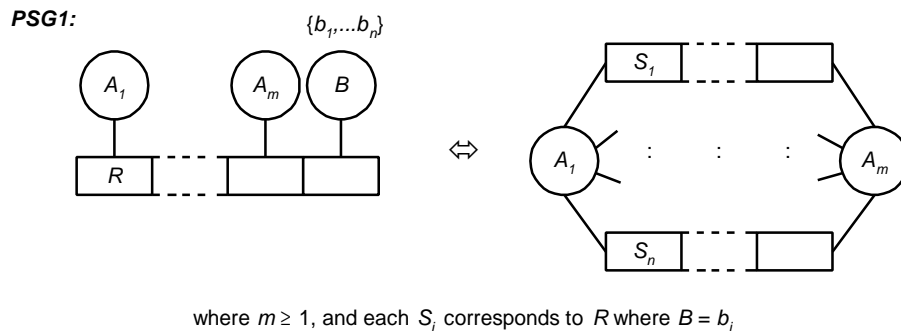 PSG1:
{b1,...bn}
A1 Am B
R
⇔
S1
A1 : : : Am
Sn
where m ≥ 1, and each Si corresponds to R where B = bi